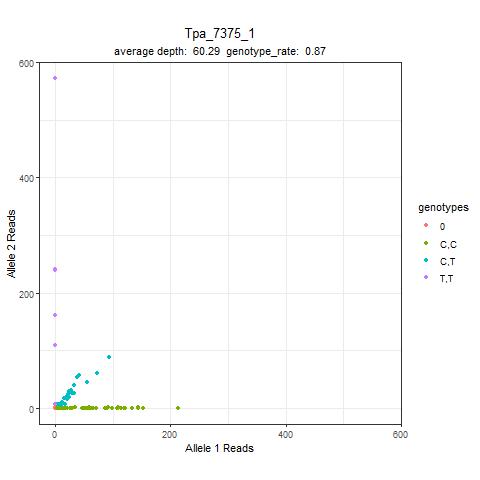 Tpa_7375_1
average depth:  60.29  genotype_rate:  0.87
600
400
200
0
Allele 2 Reads
0
200
400
600
Allele 1 Reads
genotypes
0
C,C
C,T
T,T